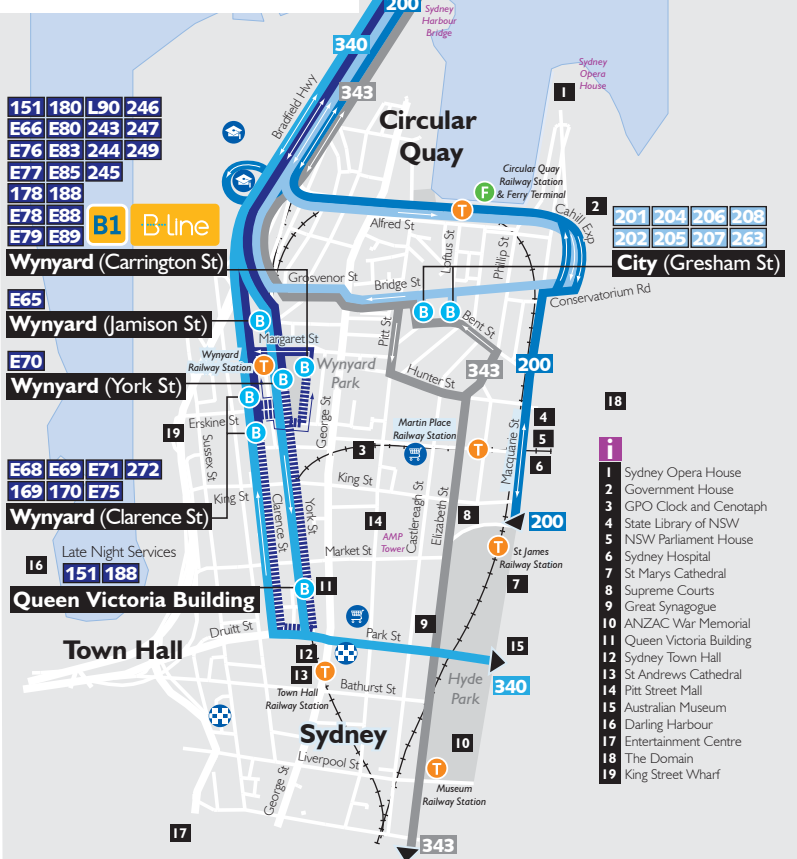 200
Sydney
Harbour
Bridge
340
343
Bradfield Hwy
Circular
Quay
Sydney
Opera
House
1
Circular Quay
Railway Station
& Ferry Terminal
F
T
2
Cahill Exp
Alfred St
Loftus St
Phillip St
151 180 L90 246
E66 E80 243 247
E76 E83 244 249
E77 E85 245
178 188
E78 E88
E79 E89
B1 B-Line
Wynyard (Carrington St)
201 204 206 208
202 205 207 263
City (Gresham St)
Grosvenor St
Bridge St
Conservatorium Rd
B
B
Bent St
Pitt St
E65
Wynyard (Jamison St)
B
Margaret St
E70
Wynyard (York St)
Wynyard
Railway Station
T
B
B
Wynyard
Park
Hunter St
343
200
B
B
Erskine St
19
Sussex St
George St
Martin Place
Railway Station
T
3
Macquarie St
4
5
6
18
E68 E69 E71 272
169 170 E75
Wynyard (Clarence St)
King St
King St
Clarence St
York St
14
AMP
Tower
Castlereagh St
Elizabeth St
8
200
Market St
T
St James
Railway Station
7
16
Late Night Services
151 188
Queen Victoria Building
B
11
Druitt St
Park St
9
15
340
Town Hall
12
13
T
Town Hall
Railway Station
Bathurst St
Hyde
Park
Sydney
10
Liverpool St
George St
T
Museum
Railway Station
17
343
i
1 Sydney Opera House
2 Government House
3 GPO Clock and Cenotaph
4 State Library of NSW
5 NSW Parliament House
6 Sydney Hospital
7 St Marys Cathedral
8 Supreme Courts
9 Great Synagogue
10 ANZAC War Memorial
11 Queen Victoria Building
12 Sydney Town Hall
13 St Andrews Cathedral
14 Pitt Street Mall
15 Australian Museum
16 Darling Harbour
17 Entertainment Centre
18 The Domain
19 King Street Wharf